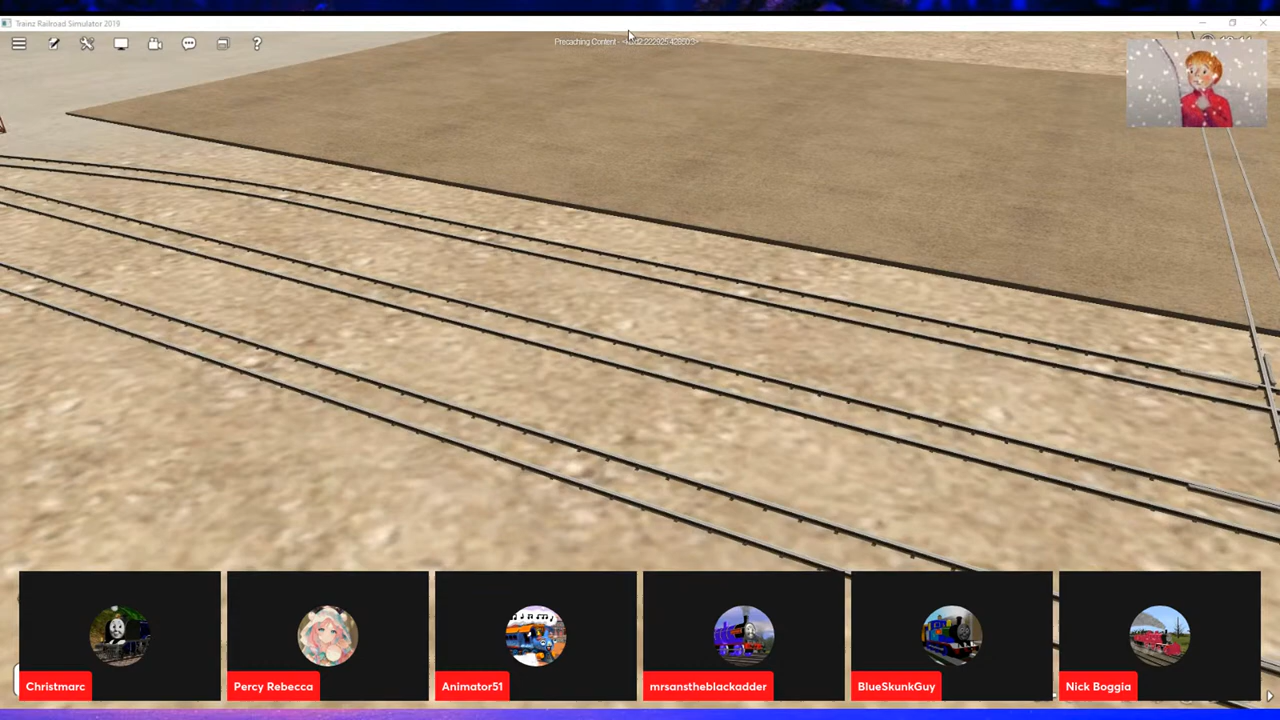 Trainz Railroad Simulator 2019
Precaching Content -
Christmarc
Percy Rebecca
Animator51
mrsanstheblackadder
BlueSkunkGuy
Nick Boggia